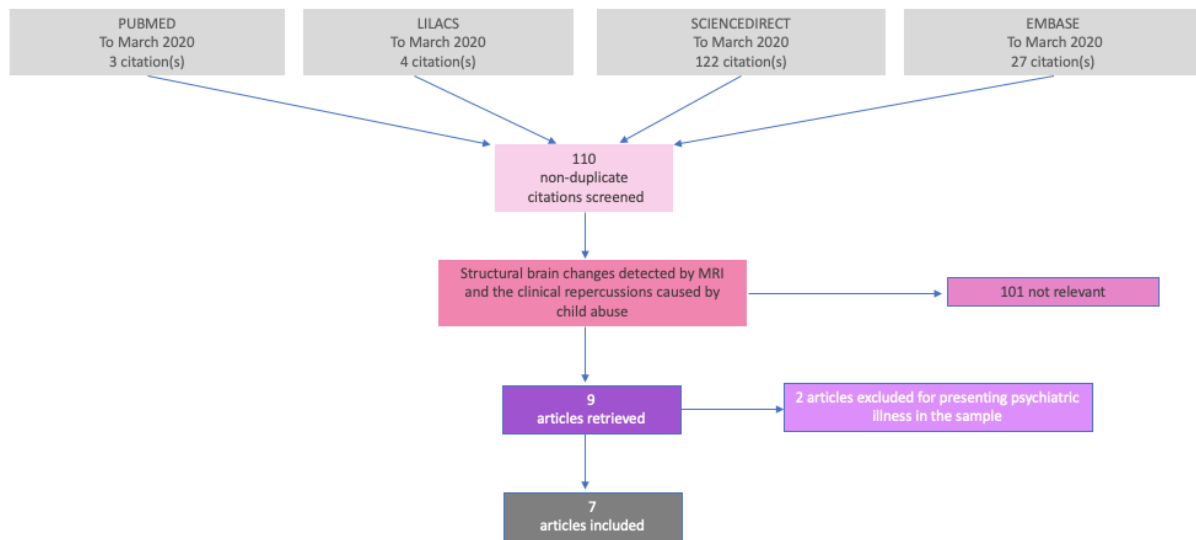 PUBMED
To March 2020
3 citation(s)
LILACS
To March 2020
4 citation(s)
SCIENCEDIRECT
To March 2020
122 citation(s)
EMBASE
To March 2020
27 citation(s)
110
non-duplicate
citations screened
Structural brain changes detected by MRI
and the clinical repercussions caused by
child abuse
101 not relevant
9
articles retrieved
2 articles excluded for presenting psychiatric
illness in the sample
7
articles included